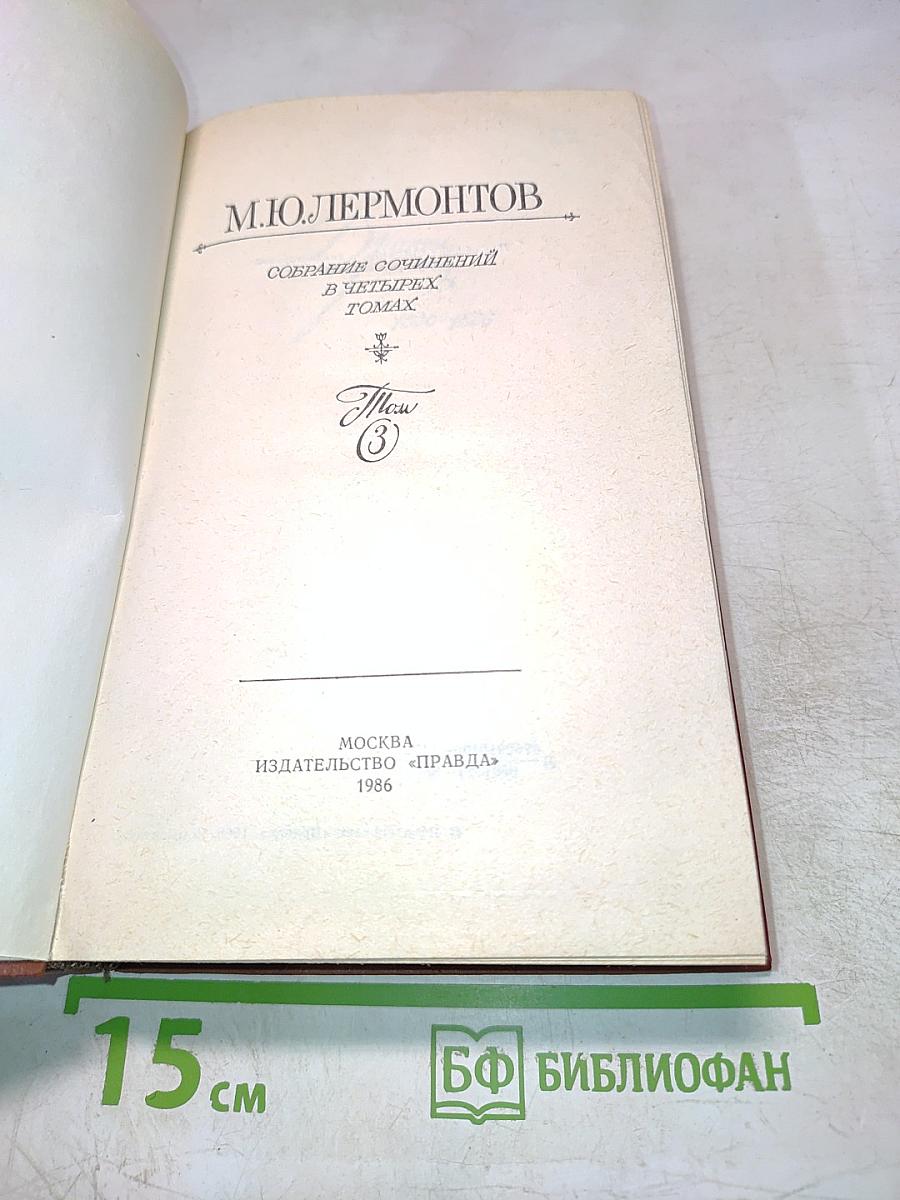 М.Ю.ЛЕРМОНТОВ
СОБРАНИЕ СОЧИНЕНИЙ
В ЧЕТЫРЕХ
ТОМАХ
Том
3
МОСКВА
ИЗДАТЕЛЬСТВО «ПРАВДА»
1986
15 см
БФ БИБЛИОФАН